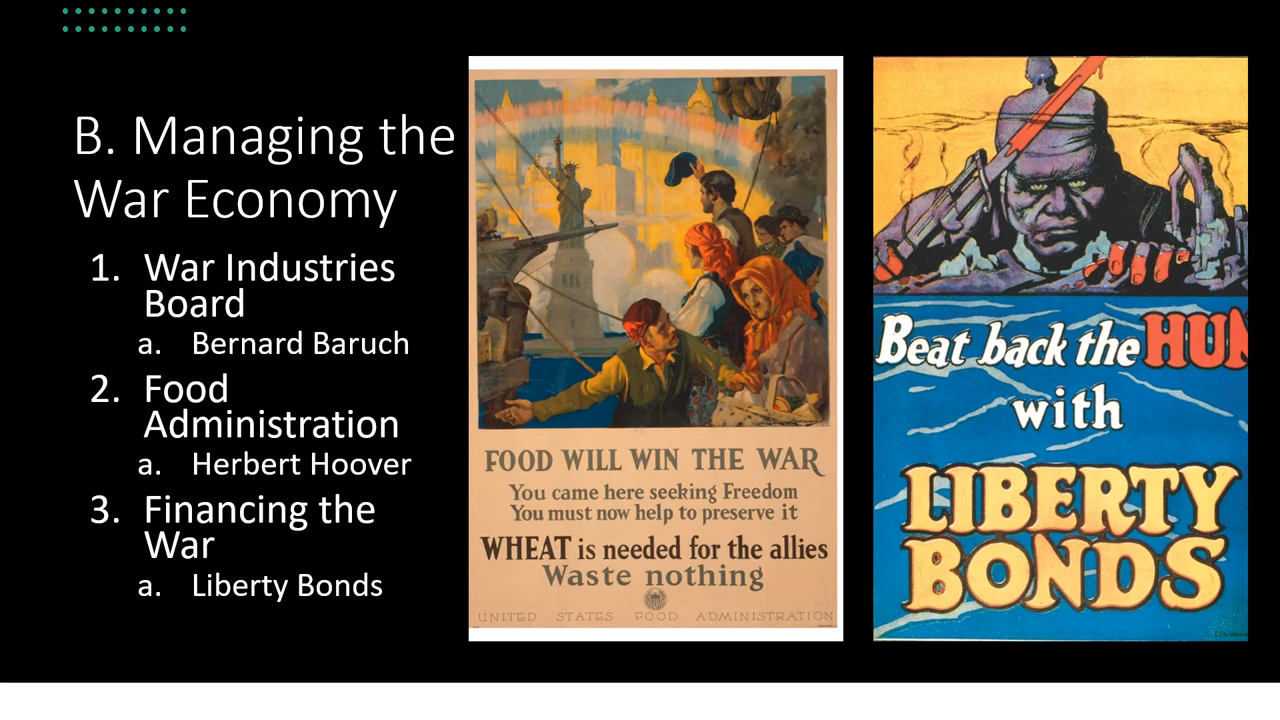 B. Managing the
War Economy
1. War Industries
Board
a. Bernard Baruch
2. Food
Administration
a. Herbert Hoover
3. Financing the
War
a. Liberty Bonds
FOOD WILL WIN THE WAR
You came here seeking Freedom
You must now help to preserve it
WHEAT is needed for the allies
Waste nothing
UNITED STATES FOOD ADMINISTRATION
Beat back the HUN
with
LIBERTY
BONDS